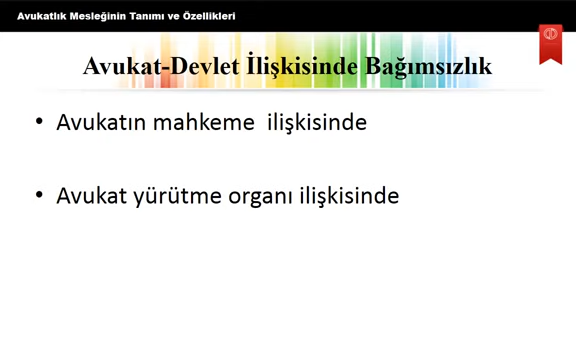 Avukatlık Mesleğinin Tanımı ve Özellikleri
Avukat-Devlet İlişkisinde Bağımsızlık
• Avukatın mahkeme ilişkisinde
• Avukat yürütme organı ilişkisinde